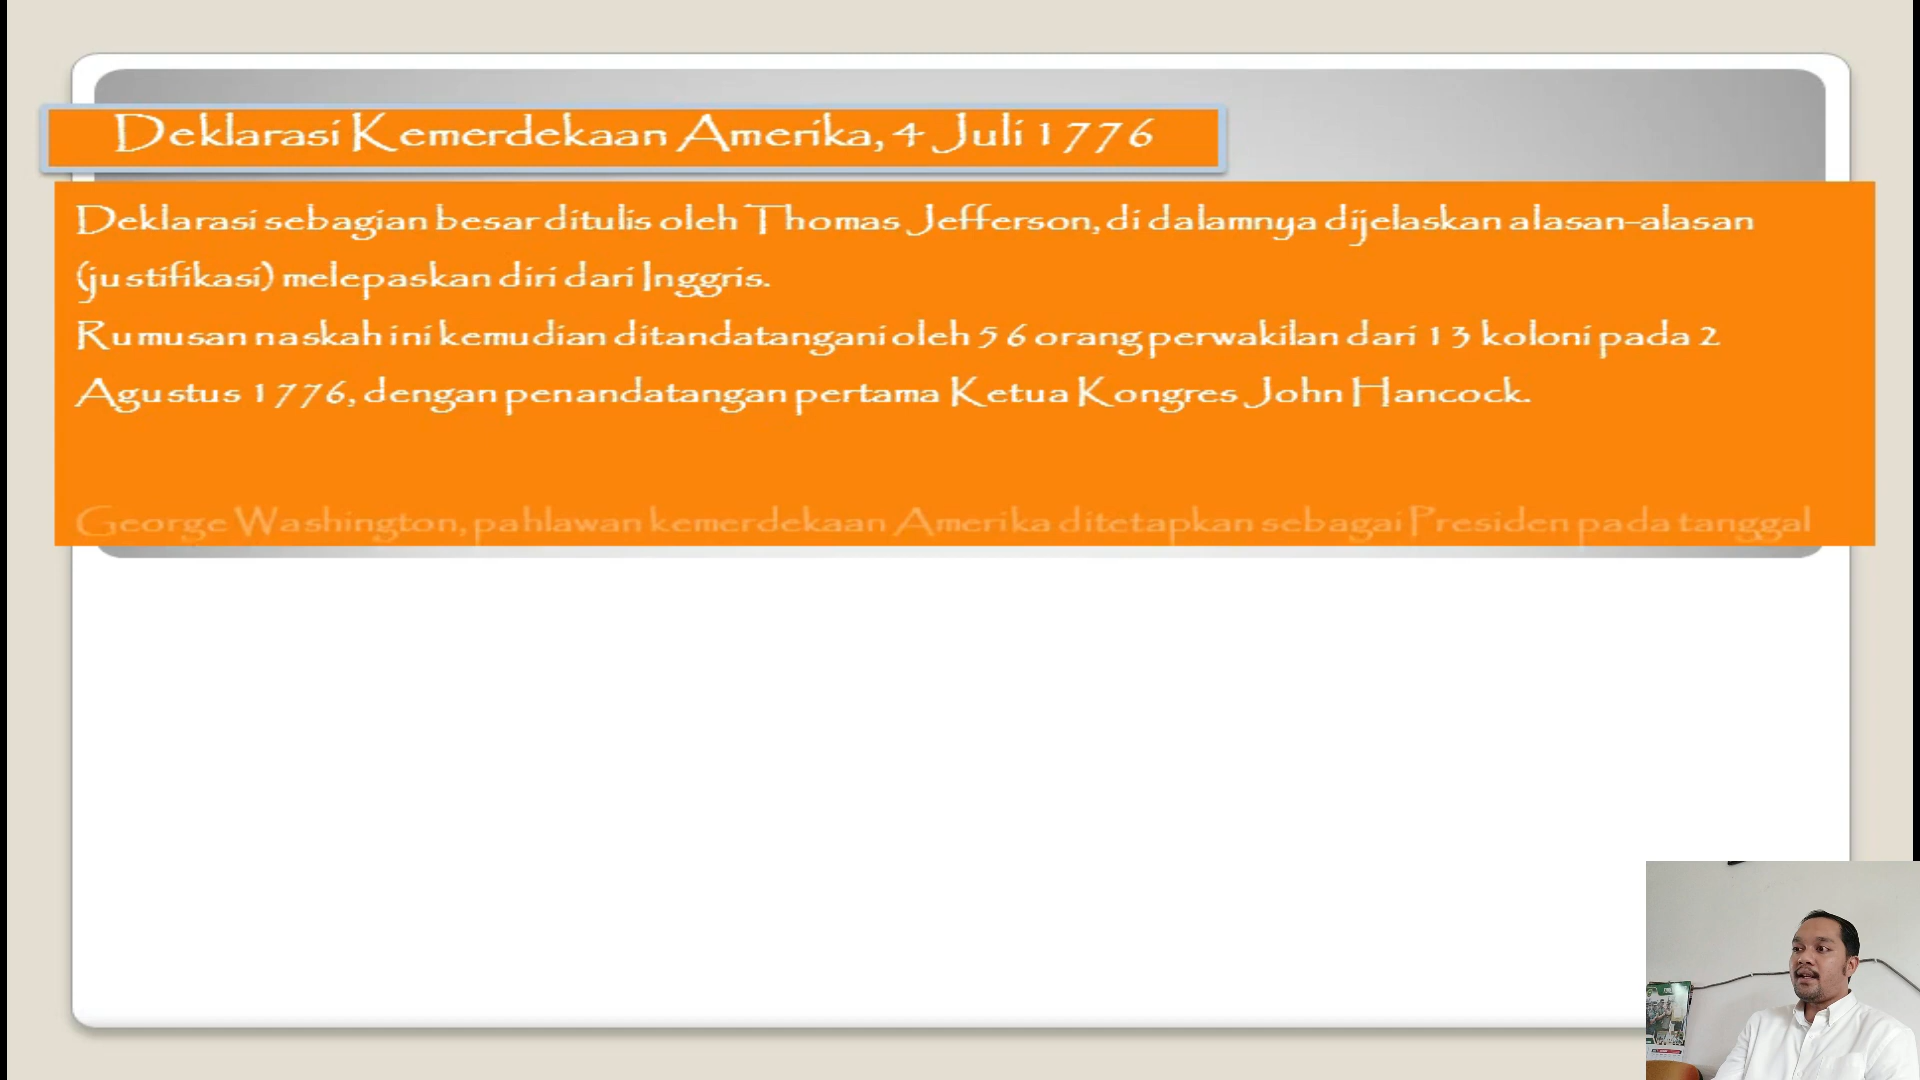 Deklarasi Kemerdekaan Amerika, 4 Juli 1776
Deklarasi sebagian besar ditulis oleh Thomas Jefferson, di dalamnya dijelaskan alasan-alasan
(justifikasi) melepaskan diri dari Inggris.
Rumusan naskah ini kemudian ditandatangani oleh 56 orang perwakilan dari 13 koloni pada 2
Agustus 1776, dengan penandatangan pertama Ketua Kongres John Hancock.
George Washington, pahlawan kemerdekaan Amerika ditetapkan sebagai Presiden pada tanggal